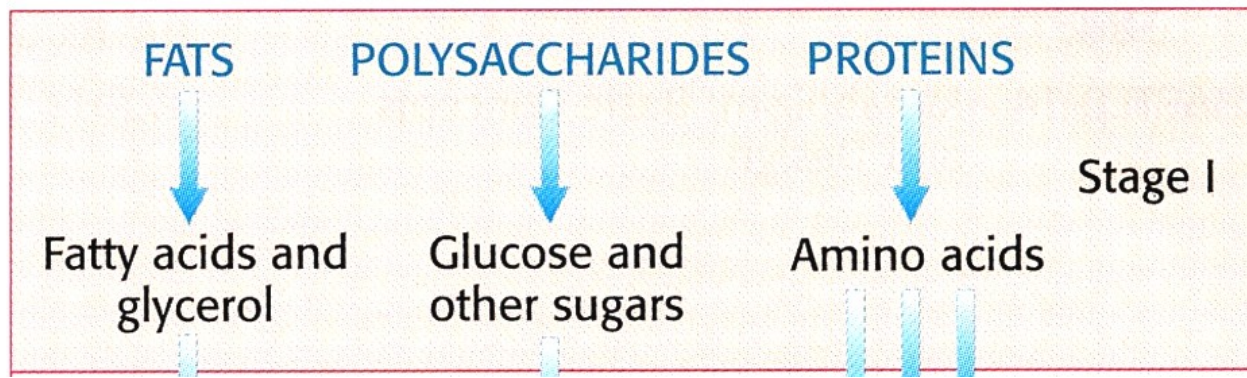 FATS POLYSACCHARIDES PROTEINS
Stage I
Fatty acids and glycerol
Glucose and other sugars
Amino acids